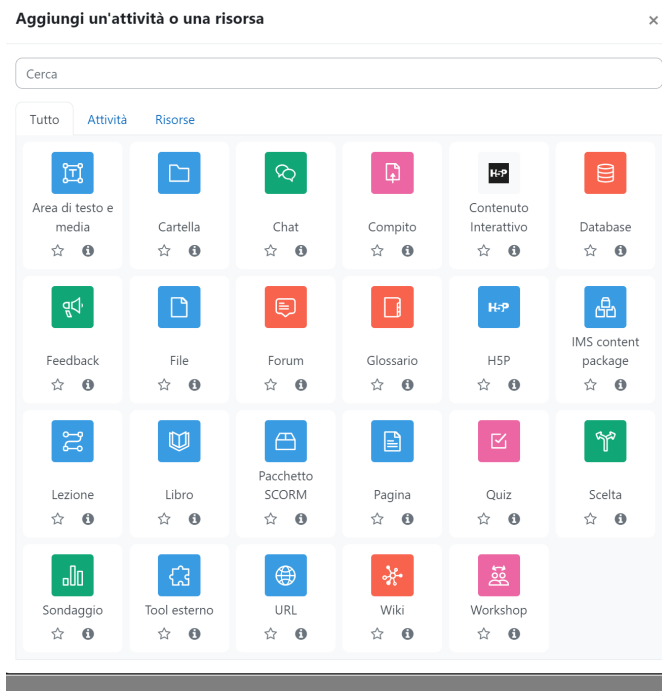 Aggiungi un'attività o una risorsa
×
Cerca
Tutto Attività Risorse
Area di testo e
media
Cartella
Chat
Compito
H5P
Contenuto
Interattivo
Database
Feedback
File
Forum
Glossario
H5P
H5P
IMS content
package
Lezione
Libro
Pacchetto
SCORM
Pagina
Quiz
Scelta
Sondaggio
Tool esterno
URL
Wiki
Workshop